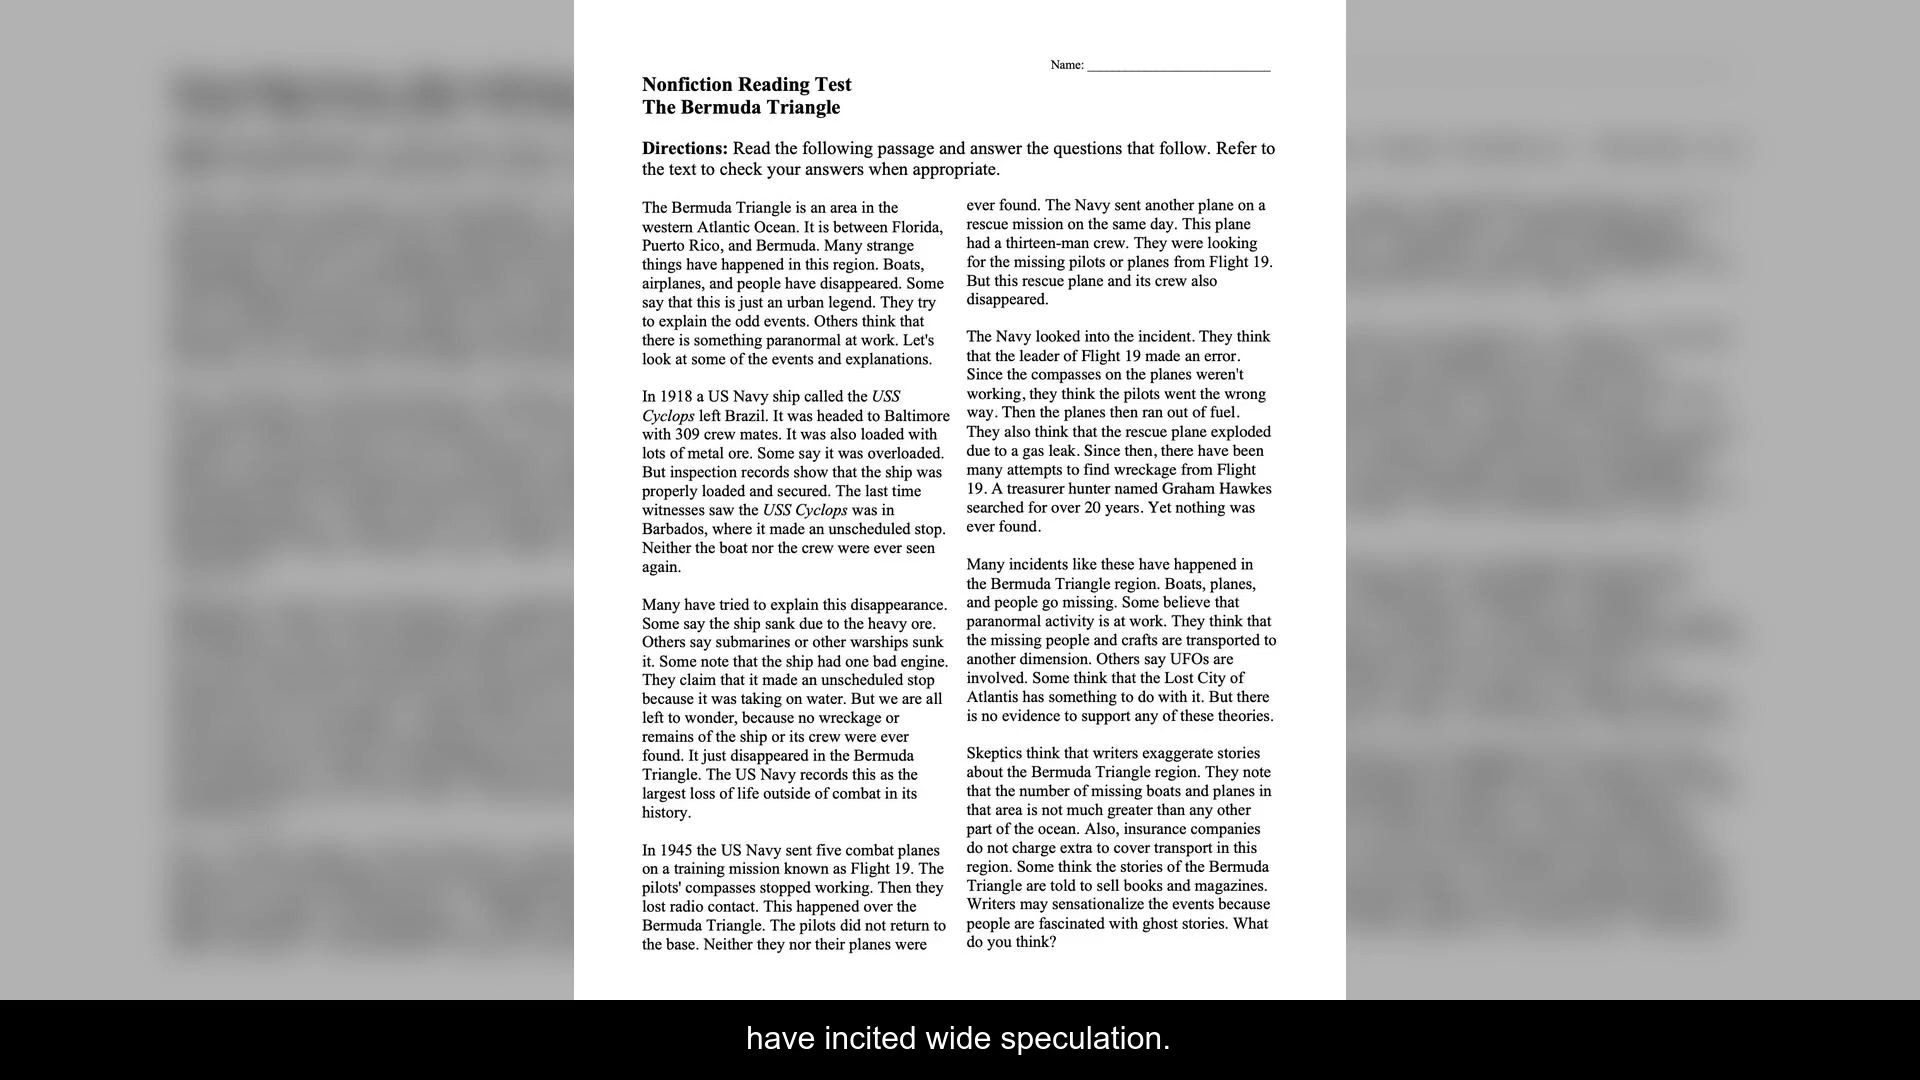 Name: ____________________________
Nonfiction Reading Test
The Bermuda Triangle
Directions: Read the following passage and answer the questions that follow. Refer to
the text to check your answers when appropriate.
The Bermuda Triangle is an area in the
western Atlantic Ocean. It is between Florida,
Puerto Rico, and Bermuda. Many strange
things have happened in this region. Boats,
airplanes, and people have disappeared. Some
say that this is just an urban legend. They try
to explain the odd events. Others think that
there is something paranormal at work. Let's
look at some of the events and explanations.
In 1918 a US Navy ship called the USS
Cyclops left Brazil. It was headed to Baltimore
with 309 crew mates. It was also loaded with
lots of metal ore. Some say it was overloaded.
But inspection records show that the ship was
properly loaded and secured. The last time
witnesses saw the USS Cyclops was in
Barbados, where it made an unscheduled stop.
Neither the boat nor the crew were ever seen
again.
Many have tried to explain this disappearance.
Some say the ship sank due to the heavy ore.
Others say submarines or other warships sunk
it. Some note that the ship had one bad engine.
They claim that it made an unscheduled stop
because it was taking on water. But we are all
left to wonder, because no wreckage or
remains of the ship or its crew were ever
found. It just disappeared in the Bermuda
Triangle. The US Navy records this as the
largest loss of life outside of combat in its
history.
In 1945 the US Navy sent five combat planes
on a training mission known as Flight 19. The
pilots' compasses stopped working. Then they
lost radio contact. This happened over the
Bermuda Triangle. The pilots did not return to
the base. Neither they nor their planes were
ever found. The Navy sent another plane on a
rescue mission on the same day. This plane
had a thirteen-man crew. They were looking
for the missing pilots or planes from Flight 19.
But this rescue plane and its crew also
disappeared.
The Navy looked into the incident. They think
that the leader of Flight 19 made an error.
Since the compasses on the planes weren't
working, they think the pilots went the wrong
way. Then the planes then ran out of fuel.
They also think that the rescue plane exploded
due to a gas leak. Since then, there have been
many attempts to find wreckage from Flight
19. A treasurer hunter named Graham Hawkes
searched for over 20 years. Yet nothing was
ever found.
Many incidents like these have happened in
the Bermuda Triangle region. Boats, planes,
and people go missing. Some believe that
paranormal activity is at work. They think that
the missing people and crafts are transported to
another dimension. Others say UFOs are
involved. Some think that the Lost City of
Atlantis has something to do with it. But there
is no evidence to support any of these theories.
Skeptics think that writers exaggerate stories
about the Bermuda Triangle region. They note
that the number of missing boats and planes in
that area is not much greater than any other
part of the ocean. Also, insurance companies
do not charge extra to cover transport in this
region. Some think the stories of the Bermuda
Triangle are told to sell books and magazines.
Writers may sensationalize the events because
people are fascinated with ghost stories. What
do you think?
have incited wide speculation.